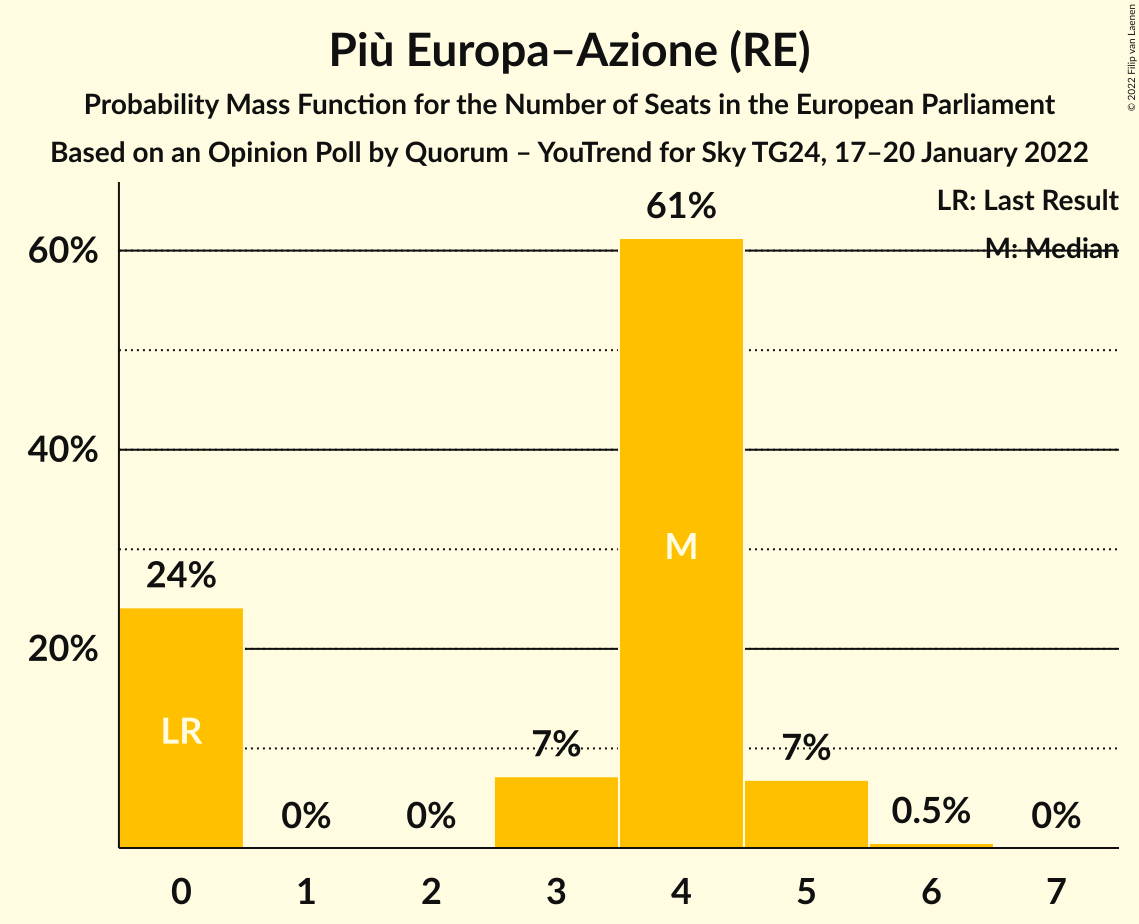 Più Europa–Azione (RE)
Probability Mass Function for the Number of Seats in the European Parliament
Based on an Opinion Poll by Quorum – YouTrend for Sky TG24, 17–20 January 2022
© 2022 Filip van Laenen
LR: Last Result
M: Median
60%
40%
20%
24%
0%
0%
7%
61%
7%
0.5%
0%
LR
M
0 1 2 3 4 5 6 7